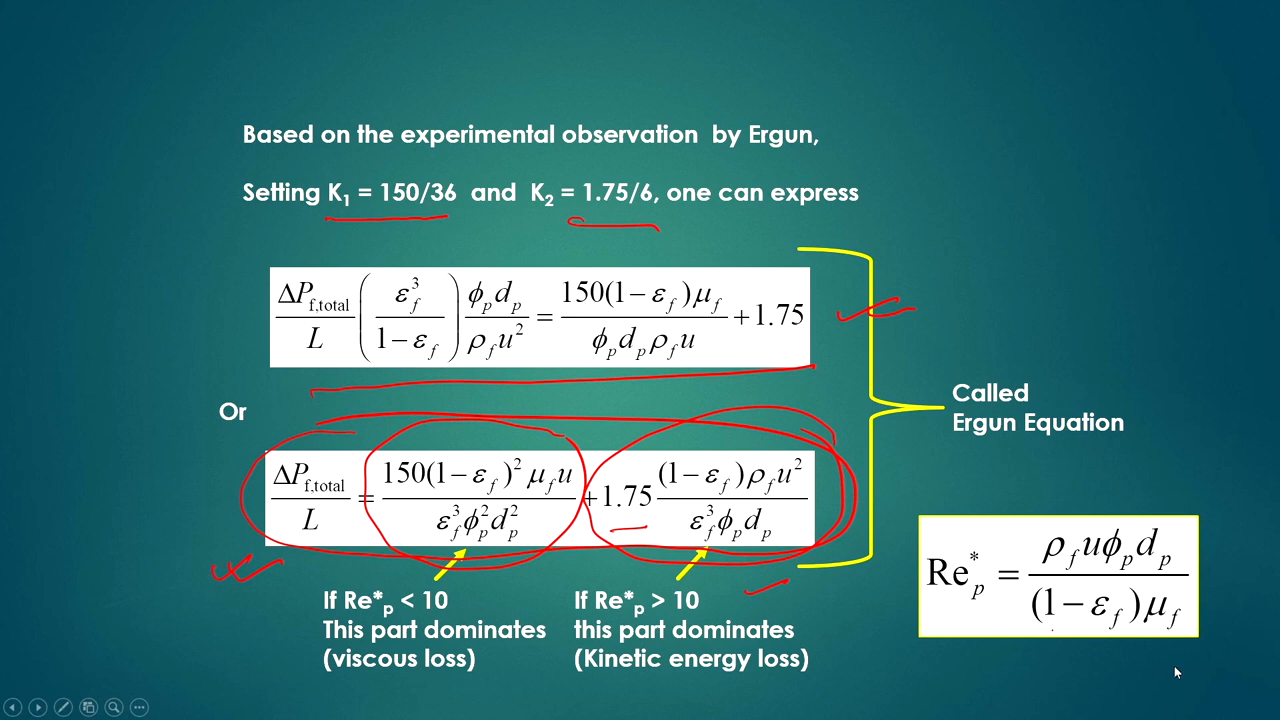 Based on the experimental observation by Ergun,
Setting K₁ = 150/36 and K₂ = 1.75/6, one can express
ΔP_f,total / L (ε_f³ / (1−ε_f)) φ_p d_p / (ρ_f u²) = 150(1−ε_f)μ_f / (φ_p d_p ρ_f u) + 1.75
Or
ΔP_f,total / L = 150(1−ε_f)² μ_f u / (ε_f³ φ_p² d_p²) + 1.75 (1−ε_f)ρ_f u² / (ε_f³ φ_p d_p)
Called
Ergun Equation
If Re*ₚ < 10
This part dominates
(viscous loss)
If Re*ₚ > 10
this part dominates
(Kinetic energy loss)
Re*_p = ρ_f u φ_p d_p / ((1−ε_f)μ_f)